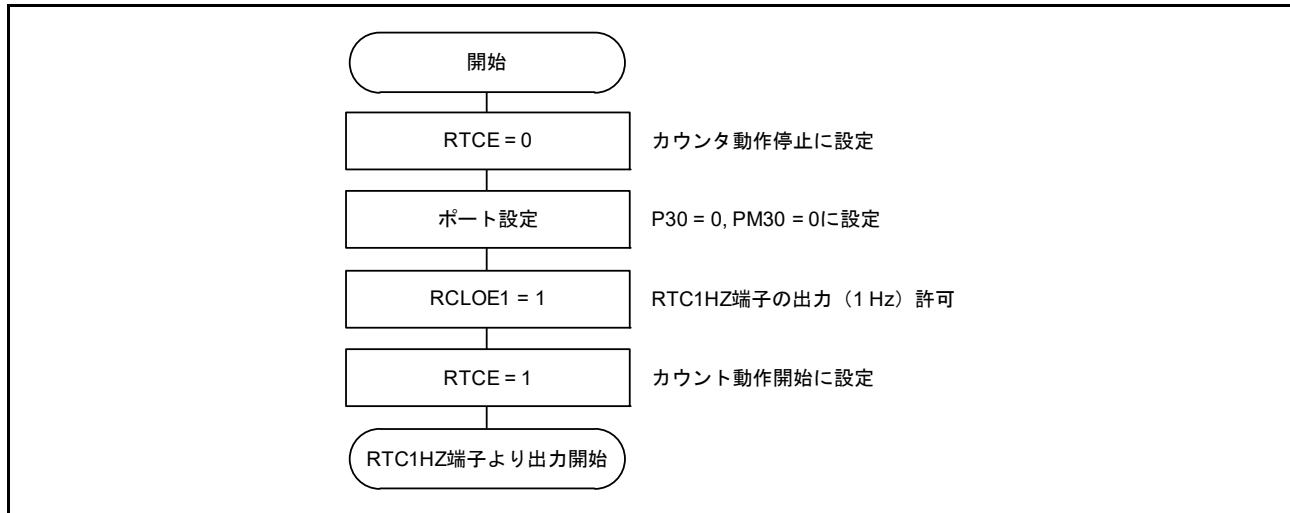 開始
RTCE = 0
カウンタ動作停止に設定
ポート設定
P30 = 0, PM30 = 0に設定
RCLOE1 = 1
RTC1HZ端子の出力（1 Hz）許可
RTCE = 1
カウント動作開始に設定
RTC1HZ端子より出力開始